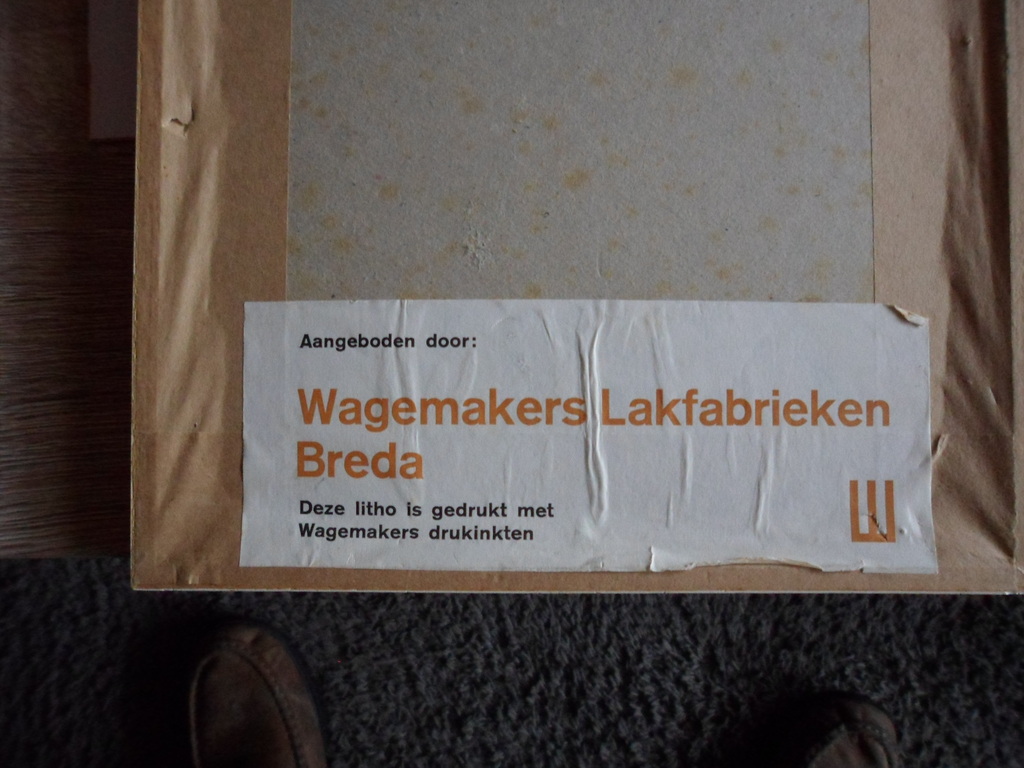 Aangeboden door:
Wagemakers Lakfabrieken
Breda
Deze litho is gedrukt met
Wagemakers drukinkten
W